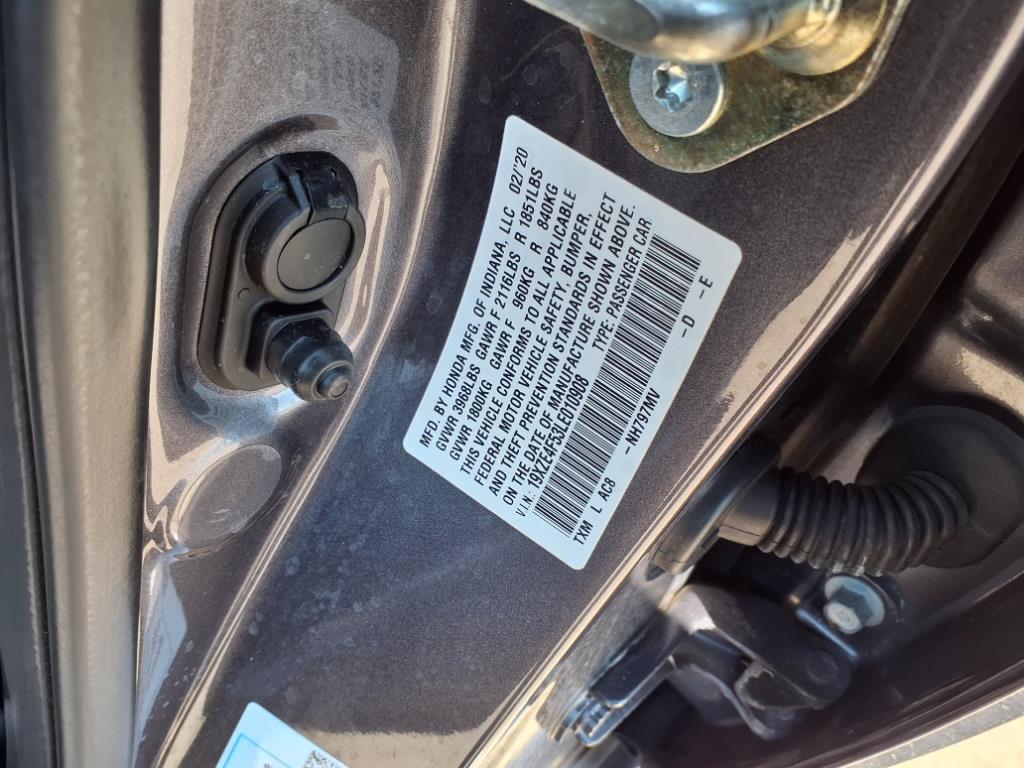 MFD. BY HONDA MFG. OF INDIANA, LLC 02/'20
GVWR 3968LBS GAWR F 2116LBS R 1851LBS
GVWR 1800KG GAWR F 960KG R 840KG
THIS VEHICLE CONFORMS TO ALL APPLICABLE
FEDERAL MOTOR VEHICLE SAFETY, BUMPER,
AND THEFT PREVENTION STANDARDS IN EFFECT
ON THE DATE OF MANUFACTURE SHOWN ABOVE.
V.I.N.: 19XZE4F53LE070908 TYPE: PASSENGER CAR
TXM L AC8 -NH797MV -D -E